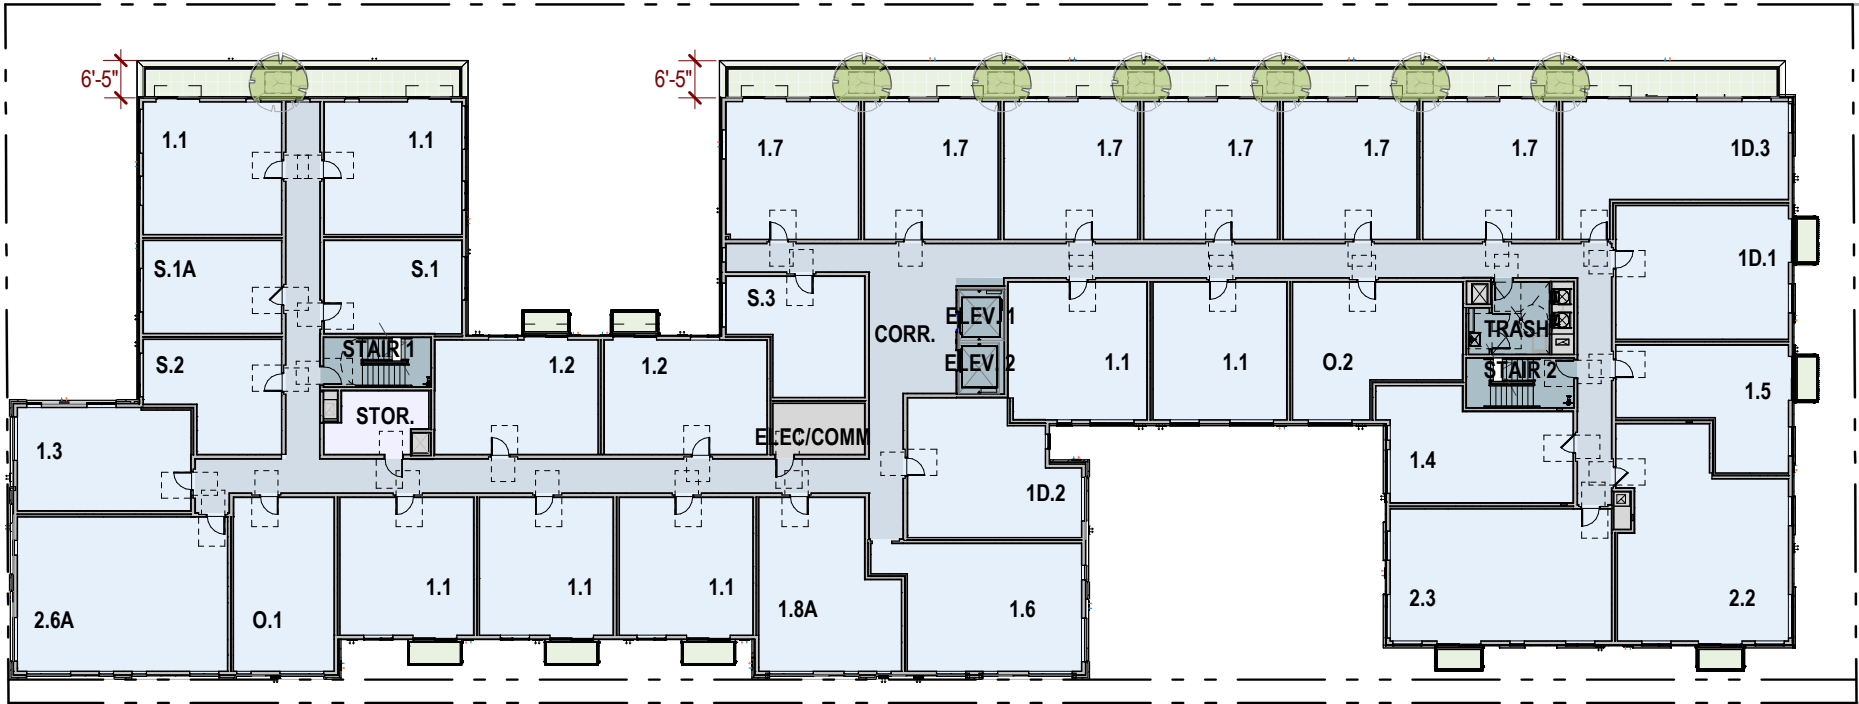 6'-5"
6'-5"
1.1
1.1
1.7
1.7
1.7
1.7
1.7
1.7
1D.3
S.1A
S.1
1D.1
S.3
ELEV. 1
CORR.
TRASH
STAIR 1
S.2
1.2
1.2
ELEV. 2
1.1
1.1
O.2
STAIR 2
1.5
STOR.
ELEC/COMM
1.3
1.4
1D.2
2.6A
O.1
1.1
1.1
1.1
1.8A
1.6
2.3
2.2